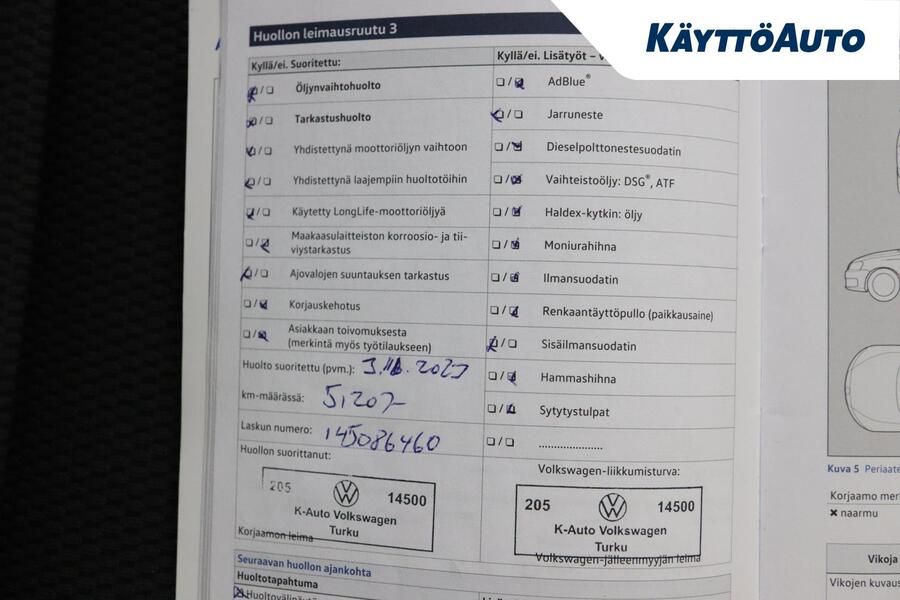 KÄYTTÖAUTO
Huollon leimausruutu 3
Kyllä/ei. Suoritettu:
Öljynvaihtohuolto
Tarkastushuolto
Yhdistettynä moottoriöljyn vaihtoon
Yhdistettynä laajempiin huoltotöihin
Käytetty LongLife-moottoriöljyä
Maakaasulaitteiston korroosio- ja tii-
viystarkastus
Ajovalojen suuntauksen tarkastus
Korjauskehotus
Asiakkaan toivomuksesta
(merkintä myös työtilaukseen)
Huolto suoritettu (pvm.):
km-määrässä: 5,207-
Laskun numero: 145086460
Huollon suorittanut:
205 14500
K-Auto Volkswagen
Turku
Korjaamon leima
Kyllä/ei. Lisätyöt –
AdBlue®
Jarruneste
Dieselpolttonestesuodatin
Vaihteistoöljy: DSG®, ATF
Haldex-kytkin: öljy
Moniurahihna
Ilmansuodatin
Renkaantäyttöpullo (paikkausaine)
Sisäilmansuodatin
Hammashihna
Sytytystulpat
Volkswagen-liikkumisturva:
205 14500
K-Auto Volkswagen
Turku
Volkswagen-jälleenmyyjän leima
Seuraavan huollon ajankohta
Huoltotapahtuma
Kuva 5 Periaate
Korjaamo
✖ naarmu
Vikoja
Vikojen kuvaus